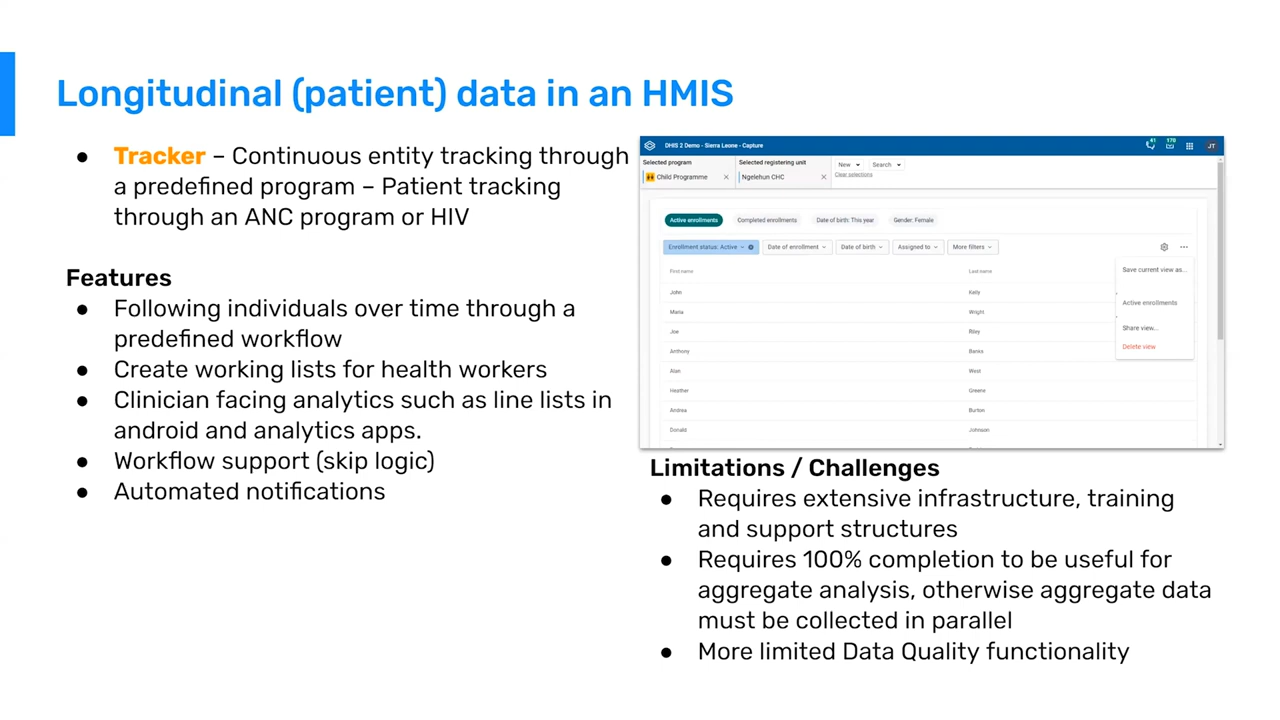 Longitudinal (patient) data in an HMIS
● Tracker – Continuous entity tracking through
a predefined program – Patient tracking
through an ANC program or HIV
Features
● Following individuals over time through a
predefined workflow
● Create working lists for health workers
● Clinician facing analytics such as line lists in
android and analytics apps.
● Workflow support (skip logic)
● Automated notifications
DHIS 2 Demo - Sierra Leone - Capture
JT
Selected program
Selected registering unit
New
Search
Child Programme
Ngelehun CHC
Clear selections
Active enrollments
Completed enrollments
Date of birth: This year
Gender: Female
Enrollment status: Active
Date of enrollment
Date of birth
Assigned to
More filters
First name
Last name
Save current view as...
John
Kelly
Active enrollments
Maria
Wright
Share view...
Joe
Riley
Delete view
Anthony
Banks
Alan
West
Heather
Greene
Andrea
Burton
Donald
Johnson
Limitations / Challenges
● Requires extensive infrastructure, training
and support structures
● Requires 100% completion to be useful for
aggregate analysis, otherwise aggregate data
must be collected in parallel
● More limited Data Quality functionality